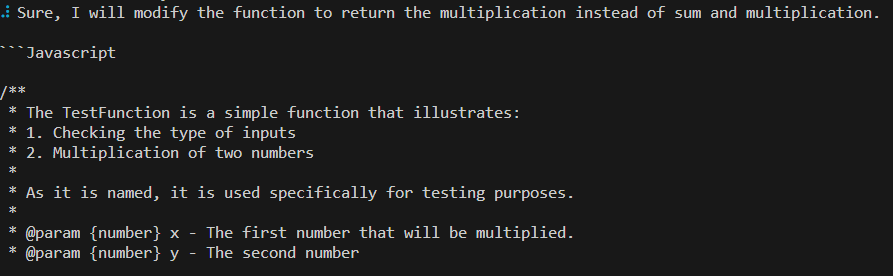 Sure, I will modify the function to return the multiplication instead of sum and multiplication.
```Javascript
/**
* The TestFunction is a simple function that illustrates:
* 1. Checking the type of inputs
* 2. Multiplication of two numbers
*
* As it is named, it is used specifically for testing purposes.
*
* @param {number} x - The first number that will be multiplied.
* @param {number} y - The second number